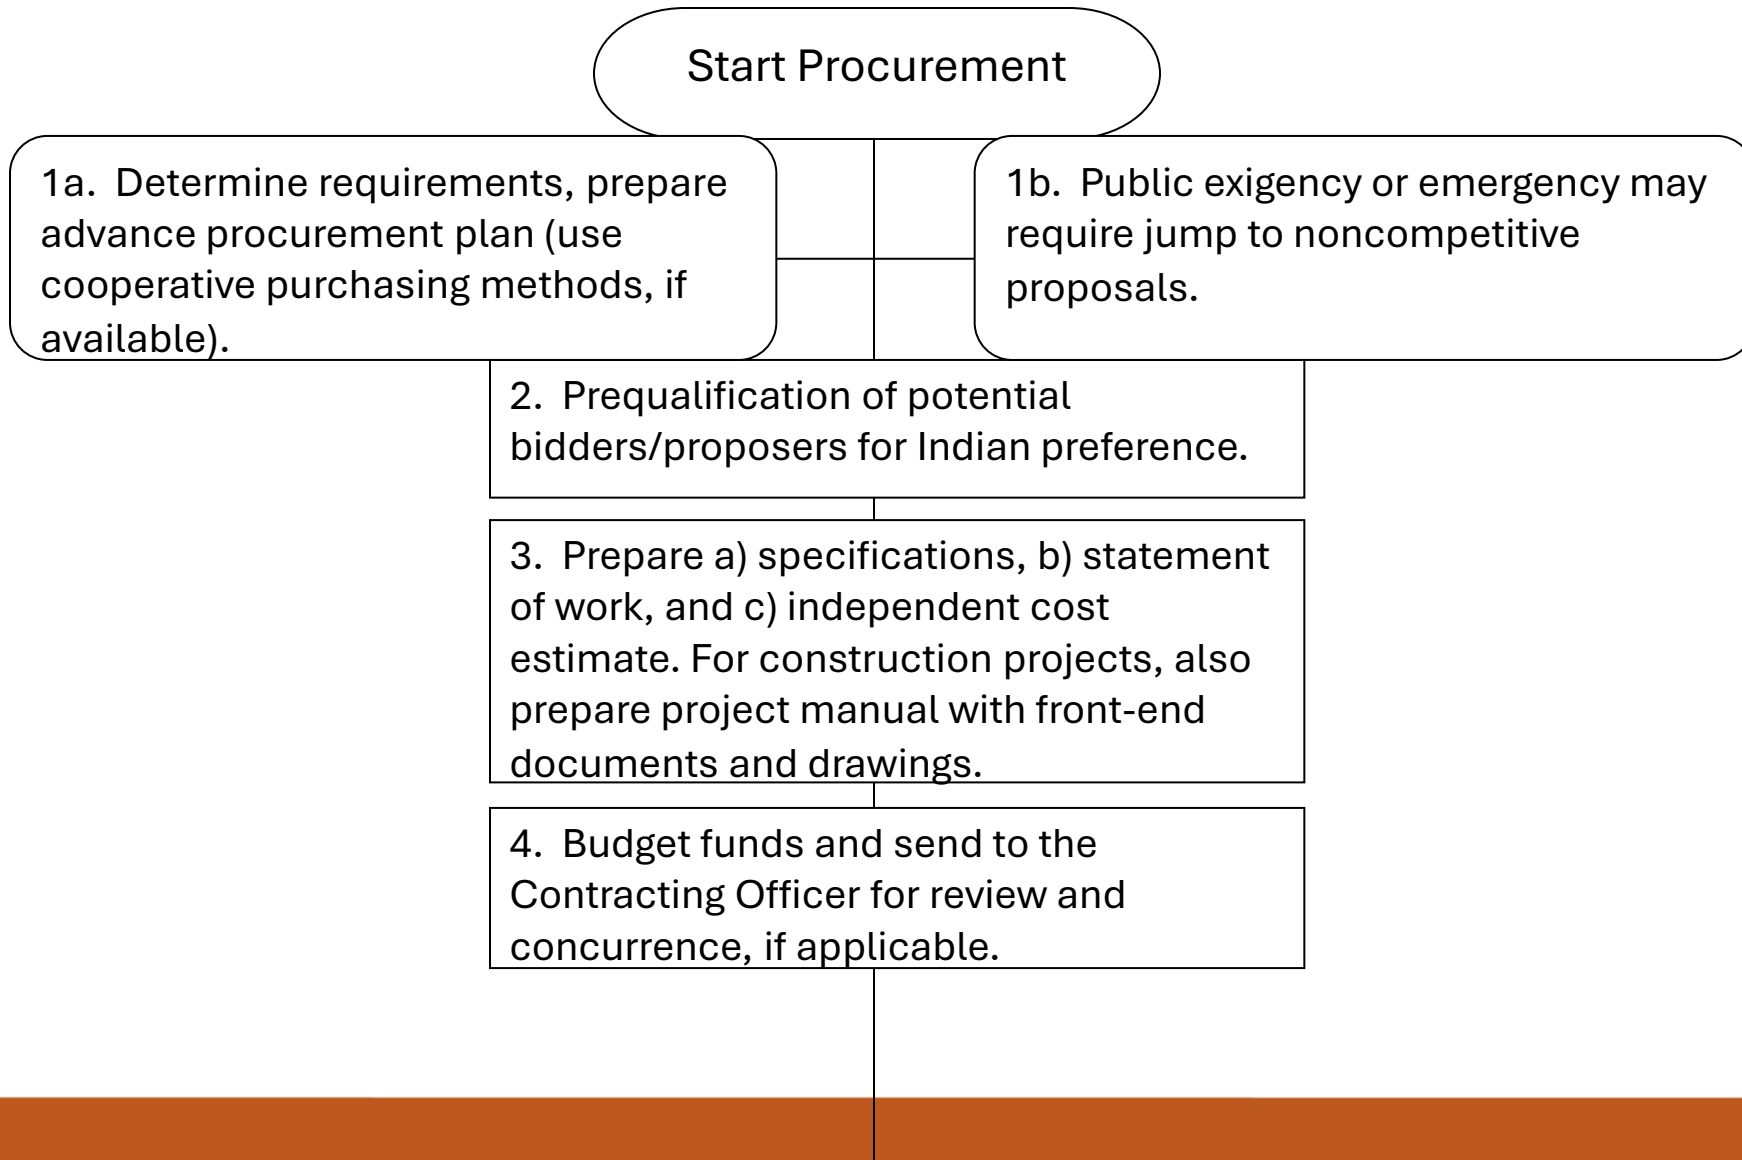 Start Procurement
1a.  Determine requirements, prepare
advance procurement plan (use
cooperative purchasing methods, if
available).
1b.  Public exigency or emergency may
require jump to noncompetitive
proposals.
2.  Prequalification of potential
bidders/proposers for Indian preference.
3.  Prepare a) specifications, b) statement
of work, and c) independent cost
estimate. For construction projects, also
prepare project manual with front-end
documents and drawings.
4.  Budget funds and send to the
Contracting Officer for review and
concurrence, if applicable.